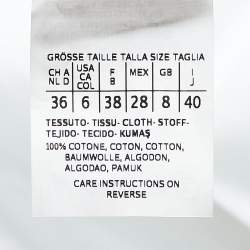 GRÖSSE TAILLE TALLA SIZE TAGLIA
CH A USA F MEX GB I
NL D CA B J
COL
36 6 38 28 8 40
TESSUTO- TISSU- CLOTH- STOFF-
TEJIDO- TECIDO- KUMAŞ
100% COTONE, COTON, COTTON,
BAUMWOLLE, ALGODON,
ALGODAO, PAMUK
CARE INSTRUCTIONS ON
REVERSE